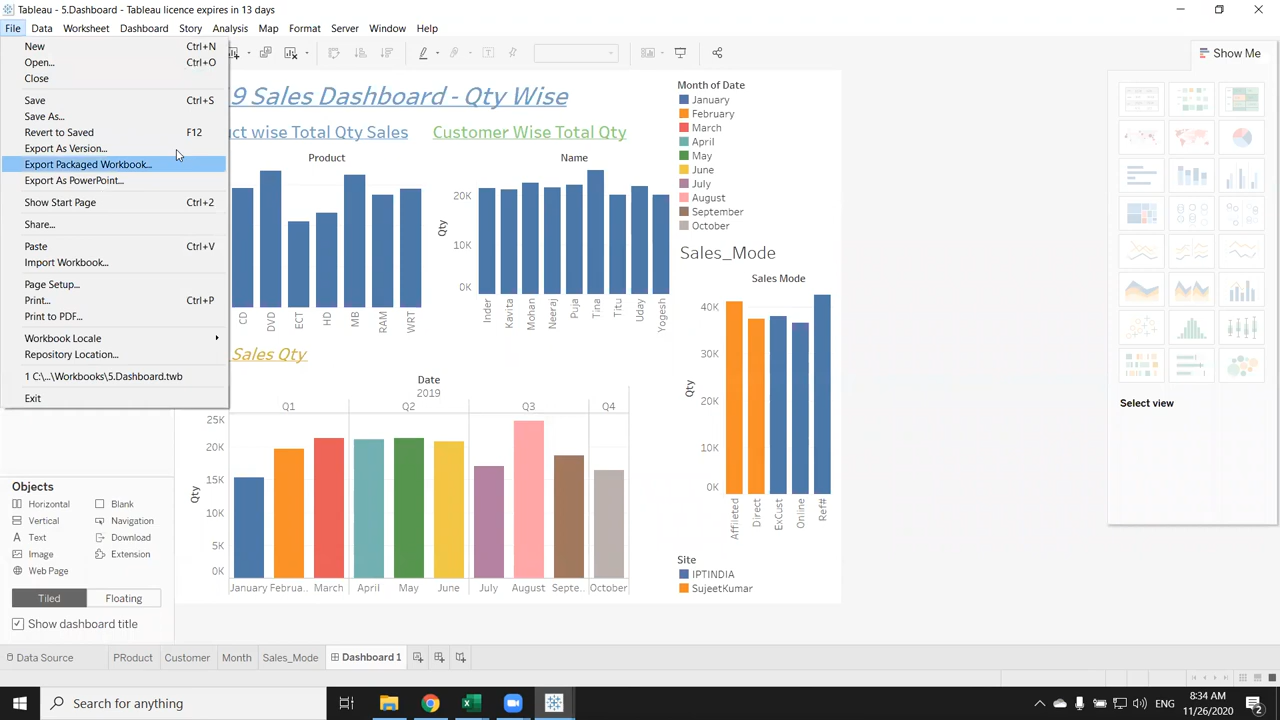 Tableau - 5.Dashboard - Tableau licence expires in 13 days
File Data Worksheet Dashboard Story Analysis Map Format Server Window Help
New Ctrl+N
Open... Ctrl+O
Close
Save Ctrl+S
Save As...
Revert to Saved F12
Export As Version...
Export Packaged Workbook...
Export As PowerPoint...
Show Start Page Ctrl+2
Share...
Paste Ctrl+V
Import Workbook...
Page Setup...
Print... Ctrl+P
Print to PDF...
Workbook Locale
Repository Location...
1 C:\...\Workbooks\5.Dashboard.twb
Exit
Objects
Horizontal Blank
Vertical Navigation
Text Download
Image Extension
Web Page
Tiled Floating
Show dashboard title
9 Sales Dashboard - Qty Wise
uct wise Total Qty Sales
Product
CD DVD ECT HD MB RAM WRT
Customer Wise Total Qty
Name
Qty
20K
10K
0K
Inder Kavita Mohan Neeraj Puja Tina Titu Uday Yogesh
Sales Qty
Date
2019
Q1 Q2 Q3 Q4
Qty
25K
20K
15K
10K
5K
0K
January Februa.. March April May June July August Septe.. October
Month of Date
January
February
March
April
May
June
July
August
September
October
Sales_Mode
Sales Mode
Qty
40K
30K
20K
10K
0K
Affileted Direct ExCust Online Ref#
Site
IPTINDIA
SujeetKumar
Show Me
Select view
Data Source PRoduct Customer Month Sales_Mode Dashboard 1
Search for anything
ENG
8:34 AM
11/26/2020
2